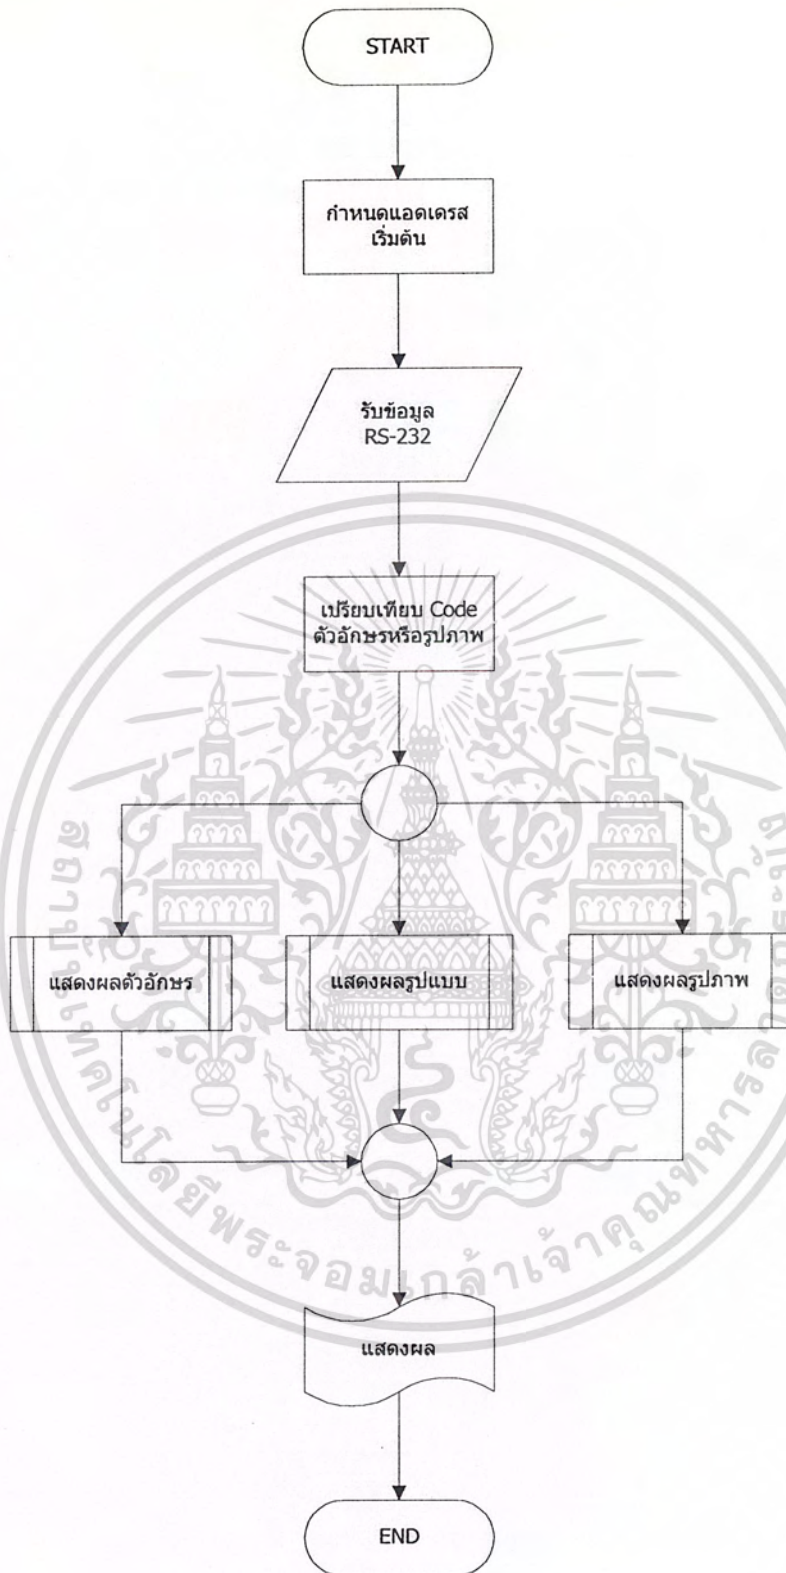 START
กำหนดแอดเดรส
เริ่มต้น
รับข้อมูล
RS-232
เปรียบเทียบ Code
ตัวอักษรหรือรูปภาพ
แสดงผลตัวอักษร
แสดงผลรูปแบบ
แสดงผลรูปภาพ
แสดงผล
END